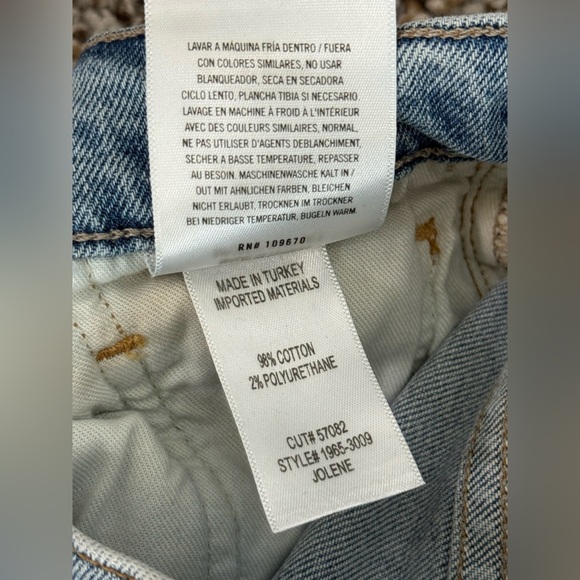 LAVAR A MÁQUINA FRÍA DENTRO / FUERA
CON COLORES SIMILARES, NO USAR
BLANQUEADOR, SECA EN SECADORA
CICLO LENTO, PLANCHA TIBIA SI NECESARIO.
LAVAGE EN MACHINE À FROID À L'INTÉRIEUR
AVEC DES COULEURS SIMILAIRES, NORMAL,
NE PAS UTILISER D'AGENTS DEBLANCHIMENT,
SECHER A BASSE TEMPERATURE, REPASSER
AU BESOIN. MASCHINENWASCHE KALT IN /
OUT MIT AHNLICHEN FARBEN, BLEICHEN
NICHT ERLAUBT, TROCKNEN IM TROCKNER
BEI NIEDRIGER TEMPERATUR, BUGELN WARM.
RN# 109670
MADE IN TURKEY
IMPORTED MATERIALS
98% COTTON
2% POLYURETHANE
CUT# 57082
STYLE# 1965-3009
JOLENE